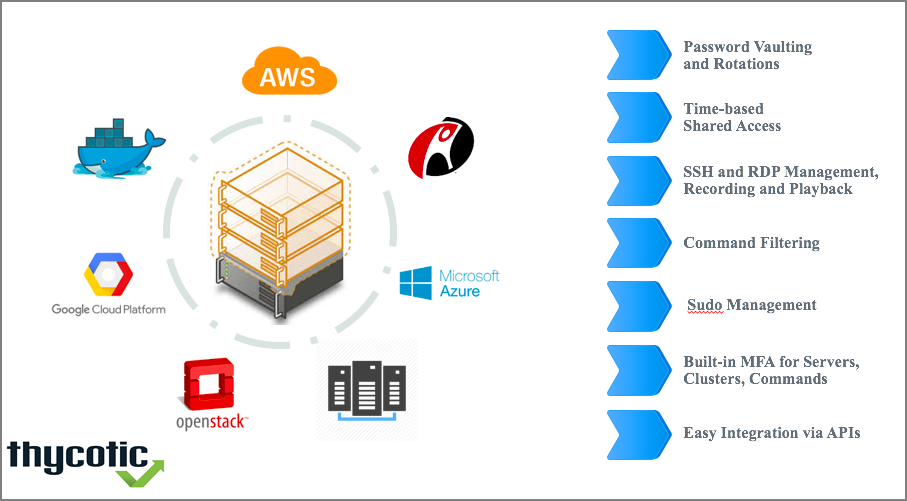 AWS
Google Cloud Platform
Microsoft
Azure
openstack™
thycotic
Password Vaulting
and Rotations
Time-based
Shared Access
SSH and RDP Management,
Recording and Playback
Command Filtering
Sudo Management
Built-in MFA for Servers,
Clusters, Commands
Easy Integration via APIs